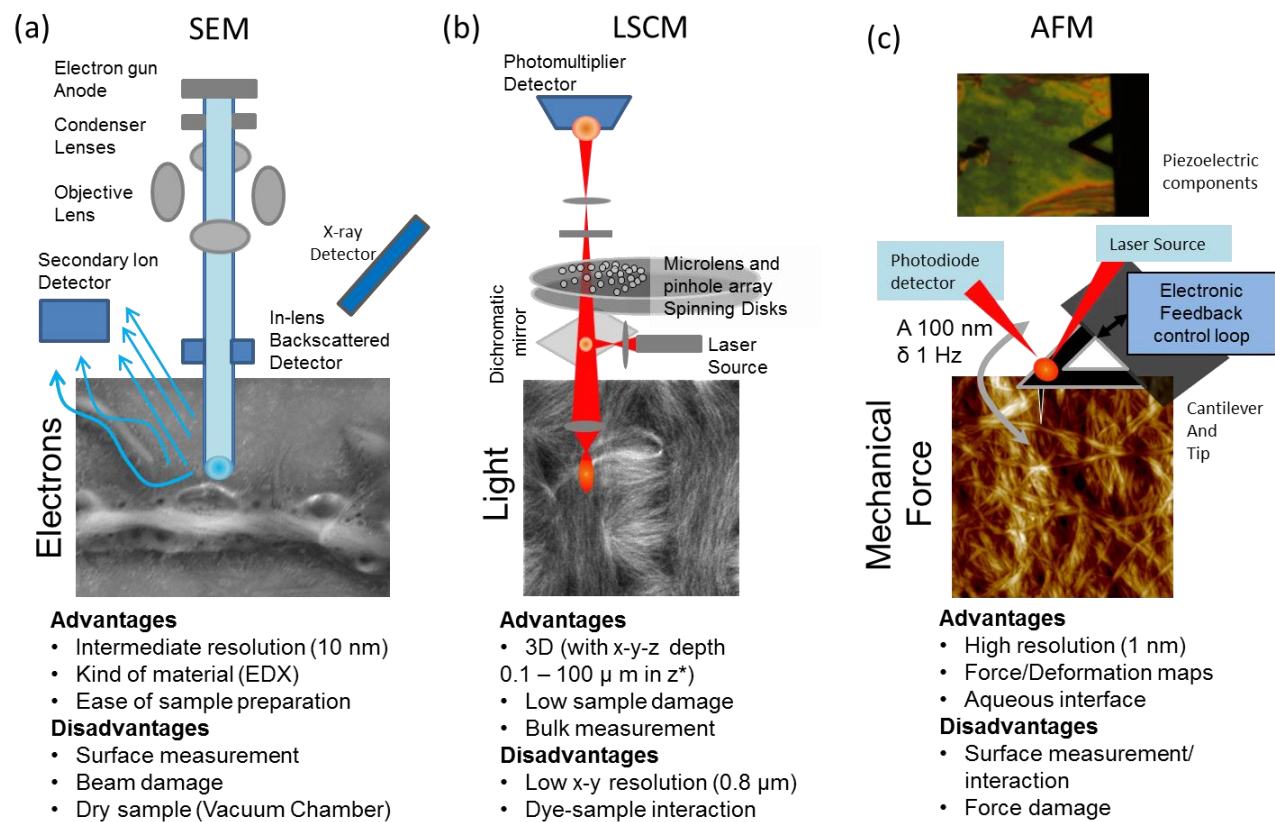 (a)
SEM
Electron gun
Anode
Condenser
Lenses
Objective
Lens
X-ray
Detector
Secondary Ion
Detector
In-lens
Backscattered
Detector
Electrons
Advantages
• Intermediate resolution (10 nm)
• Kind of material (EDX)
• Ease of sample preparation
Disadvantages
• Surface measurement
• Beam damage
• Dry sample (Vacuum Chamber)
(b)
LSCM
Photomultiplier
Detector
Microlens and
pinhole array
Spinning Disks
Dichromatic
mirror
Laser
Source
Light
Advantages
• 3D (with x-y-z depth
0.1 – 100 µ m in z*)
• Low sample damage
• Bulk measurement
Disadvantages
• Low x-y resolution (0.8 µm)
• Dye-sample interaction
(c)
AFM
Piezoelectric
components
Laser Source
Photodiode
detector
Electronic
Feedback
control loop
A 100 nm
δ 1 Hz
Cantilever
And
Tip
Mechanical
Force
Advantages
• High resolution (1 nm)
• Force/Deformation maps
• Aqueous interface
Disadvantages
• Surface measurement/
interaction
• Force damage